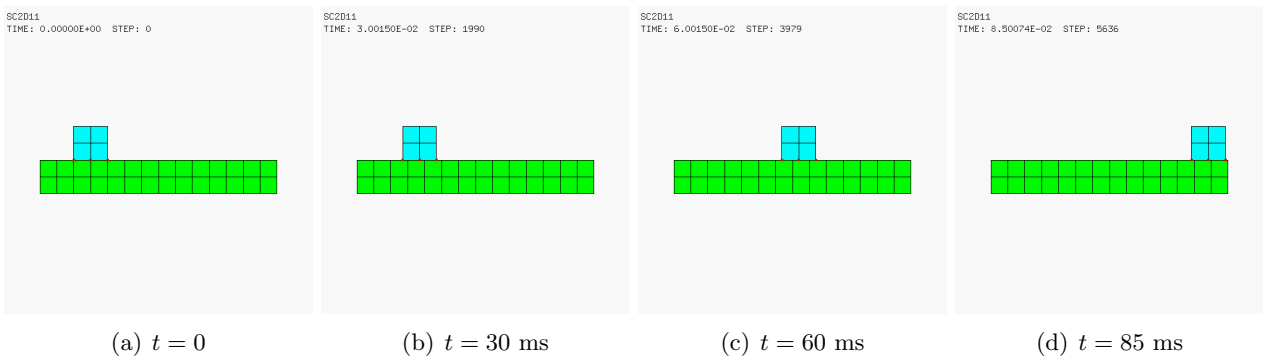 SC2D11
TIME: 0.00000E+00 STEP: 0
SC2D11
TIME: 3.00150E-02 STEP: 1990
SC2D11
TIME: 6.00150E-02 STEP: 3979
SC2D11
TIME: 8.50074E-02 STEP: 5636
(a) t = 0
(b) t = 30 ms
(c) t = 60 ms
(d) t = 85 ms